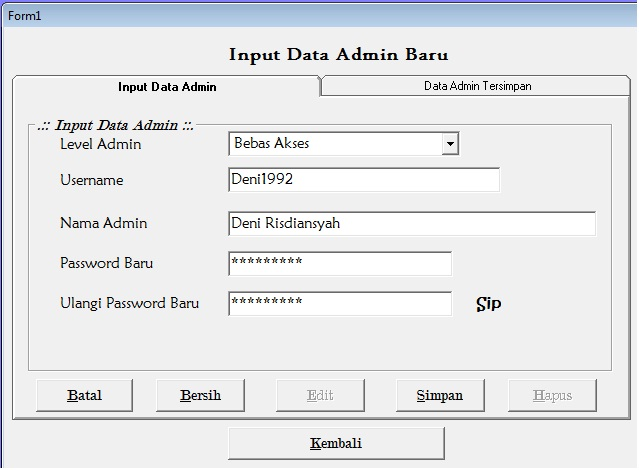 Form1
Input Data Admin Baru
Input Data Admin
Data Admin Tersimpan
.:: Input Data Admin ::.
Level Admin Bebas Akses
Username Deni1992
Nama Admin Deni Risdiansyah
Password Baru *********
Ulangi Password Baru ********* Sip
Batal Bersih Edit Simpan Hapus
Kembali